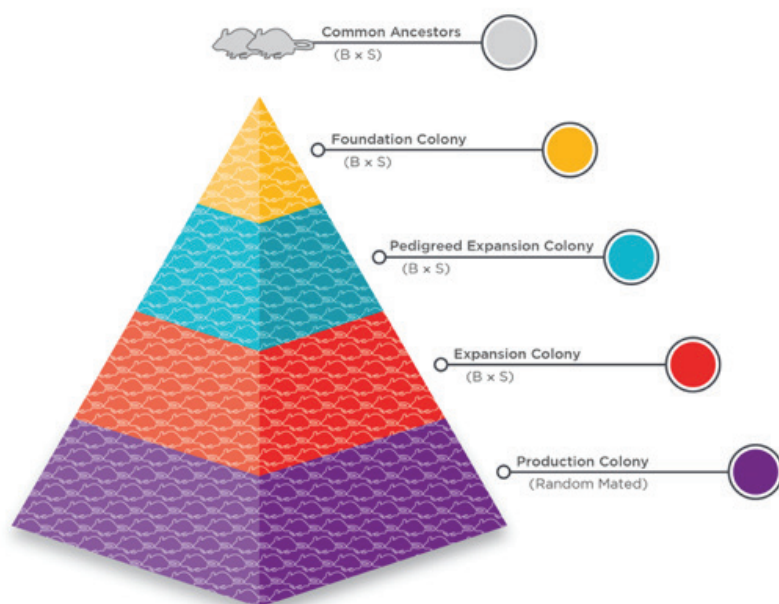 Common Ancestors
(B × S)
Foundation Colony
(B × S)
Pedigreed Expansion Colony
(B × S)
Expansion Colony
(B × S)
Production Colony
(Random Mated)